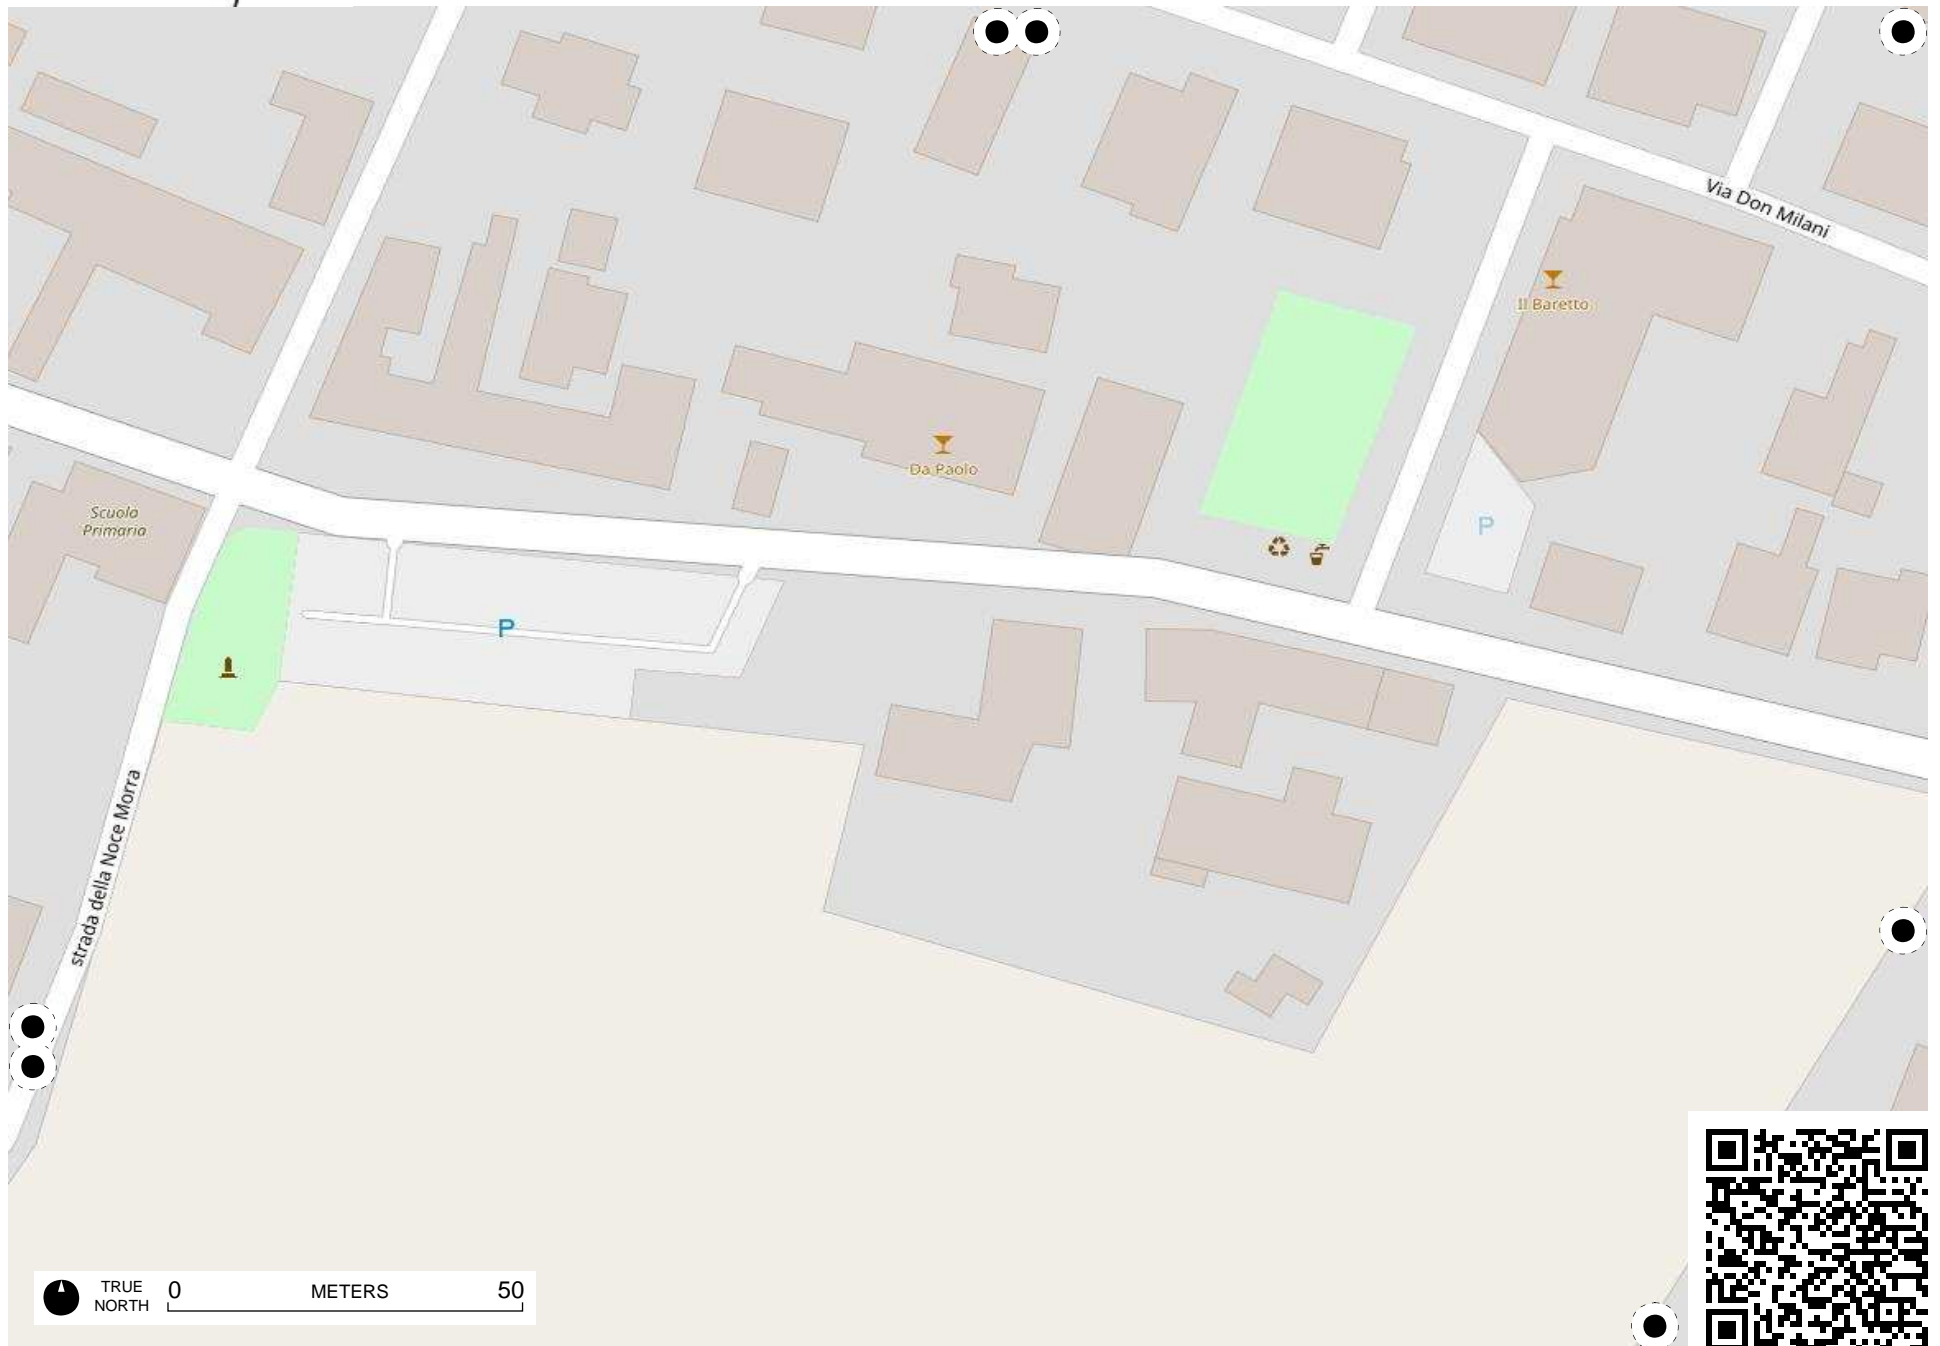 Via Don Milani
Il Baretto
Da Paolo
Scuola
Primaria
P
P
strada della Noce Morra
TRUE
NORTH
0
METERS
50